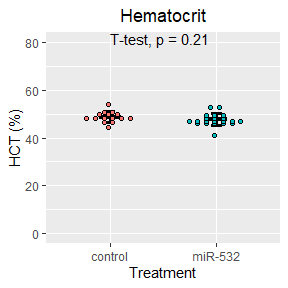 Hematocrit
T-test, p = 0.21
80
60
40
20
0
HCT (%)
control
miR-532
Treatment